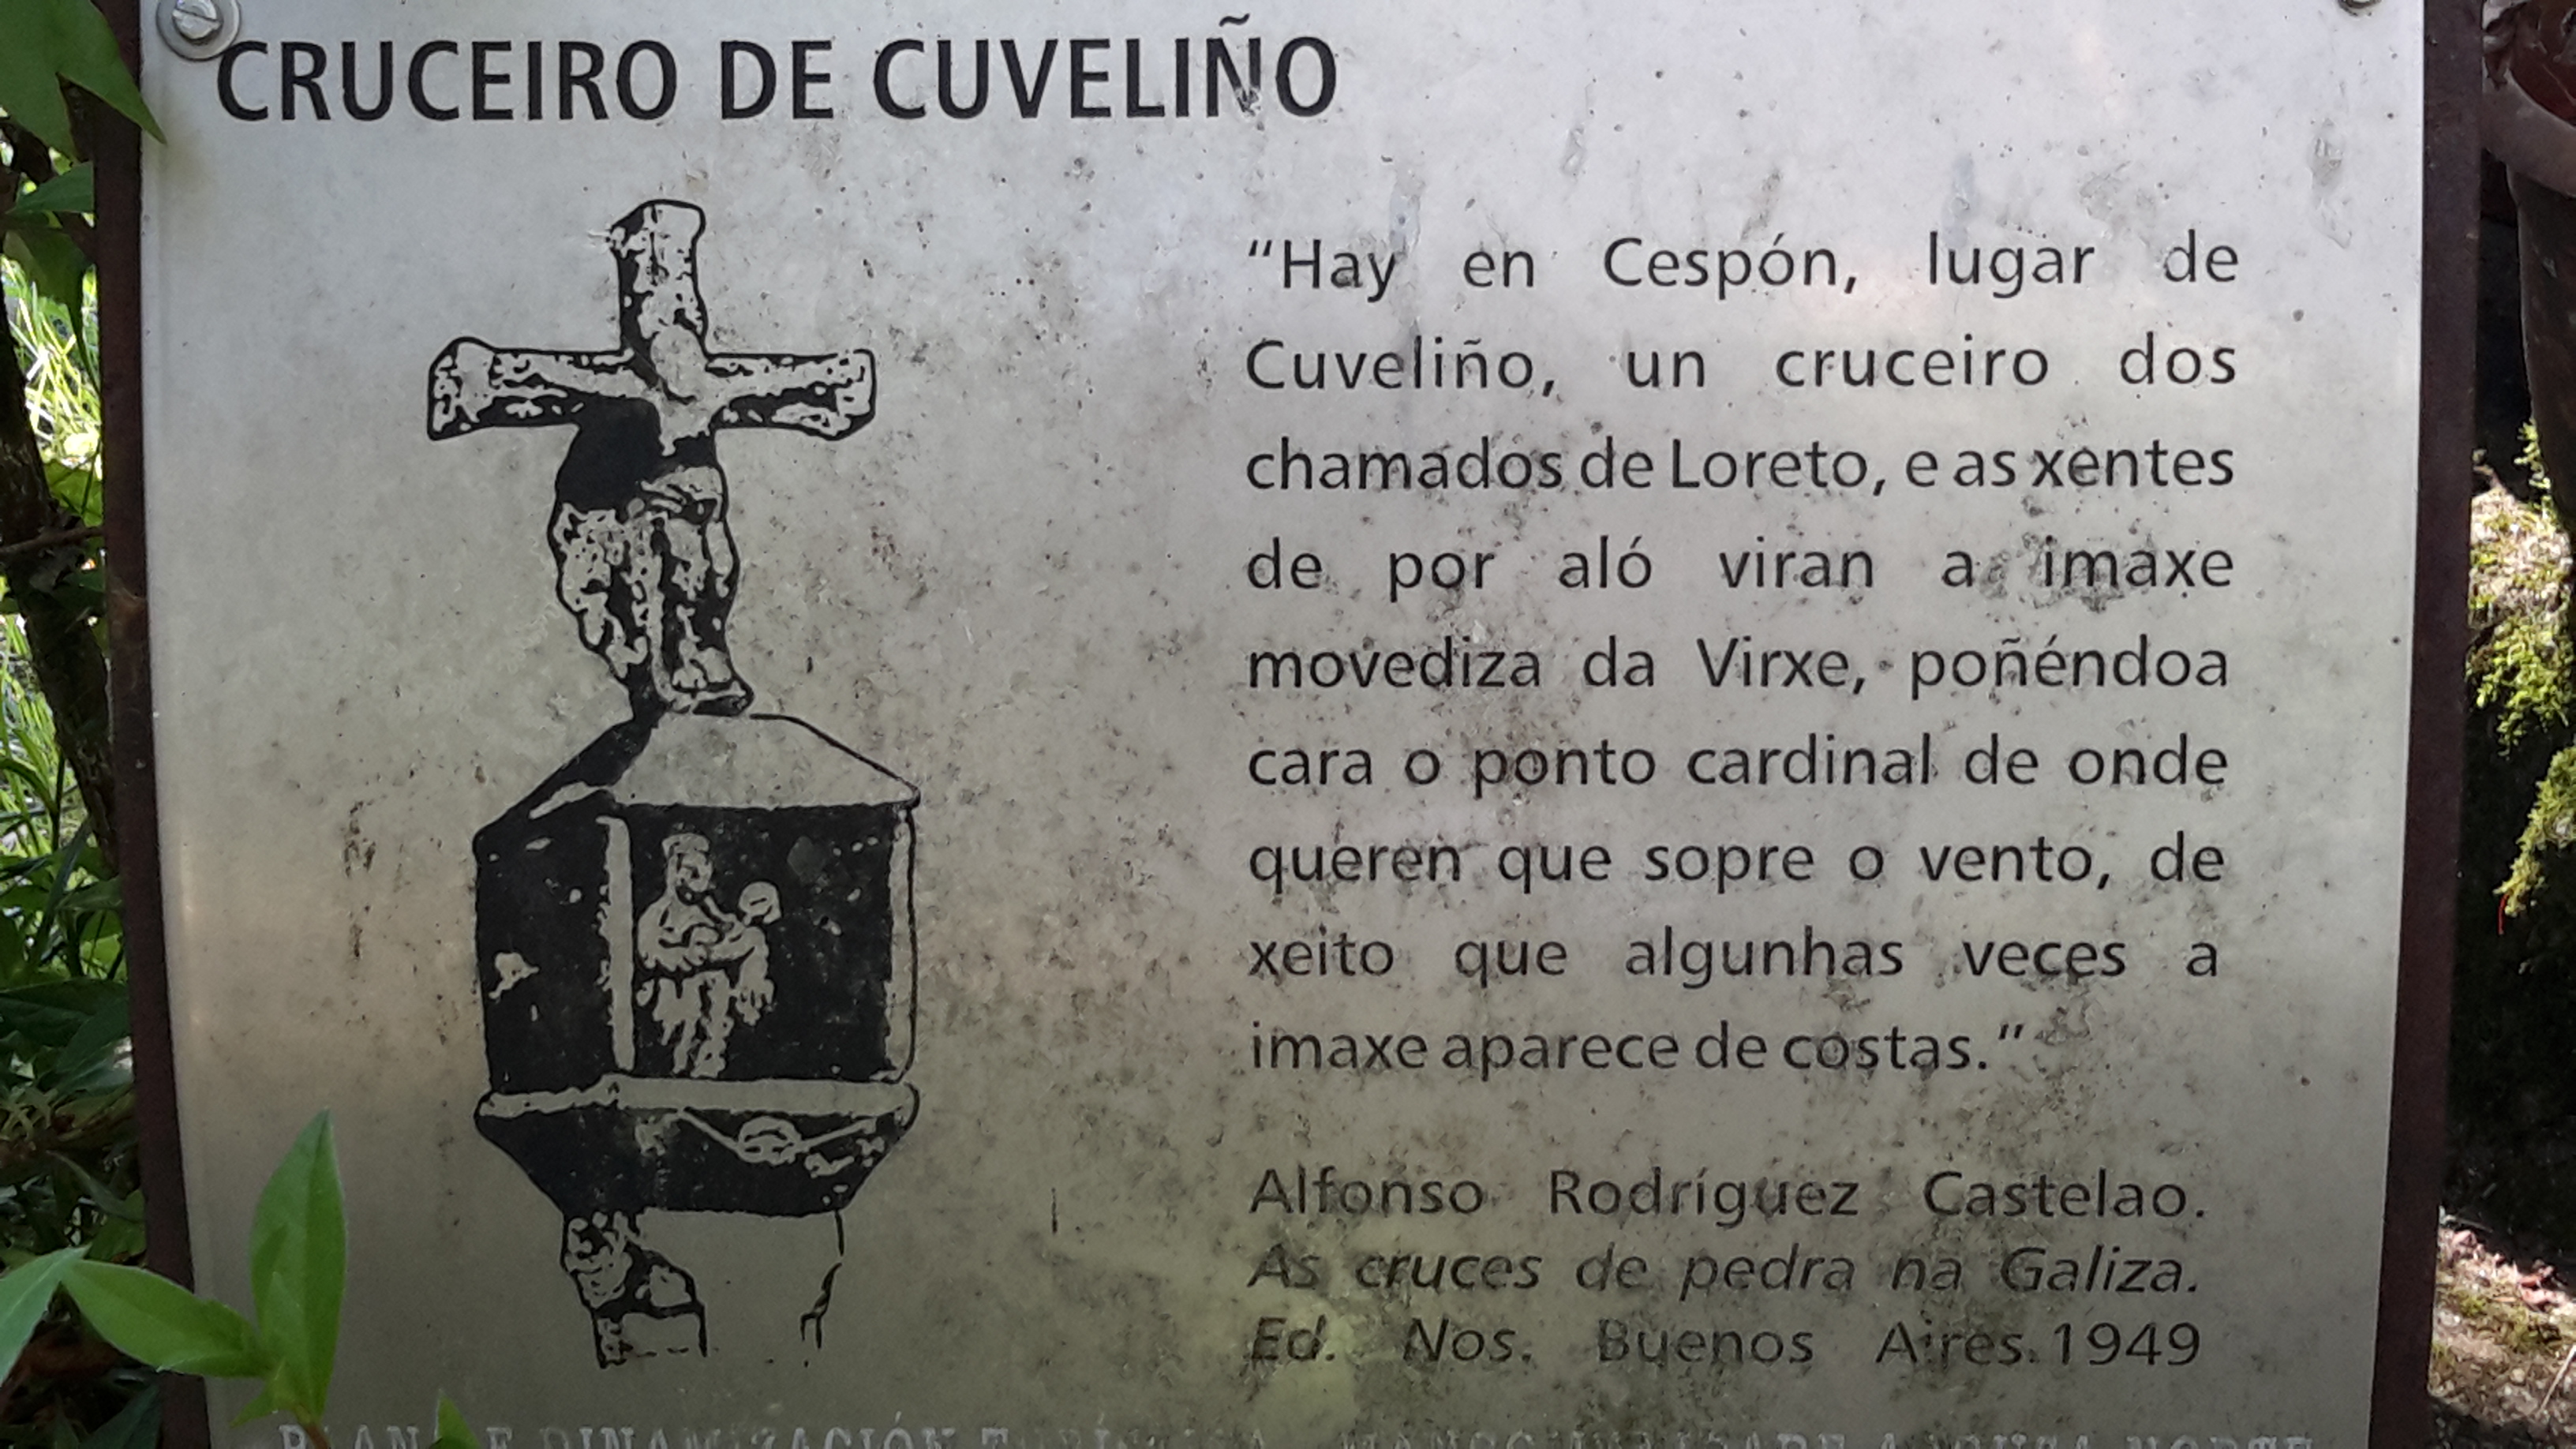 CRUCEIRO DE CUVELIÑO
“Hay en Cespón, lugar de
Cuveliño, un cruceiro dos
chamados de Loreto, e as xentes
de por aló viran a imaxe
movediza da Virxe, poñéndoa
cara o ponto cardinal de onde
queren que sopre o vento, de
xeito que algunhas veces a
imaxe aparece de costas.”
Alfonso Rodríguez Castelao.
As cruces de pedra na Galiza.
Ed. Nos. Buenos Aires.1949
PLAN DE DINAMIZACIÓN